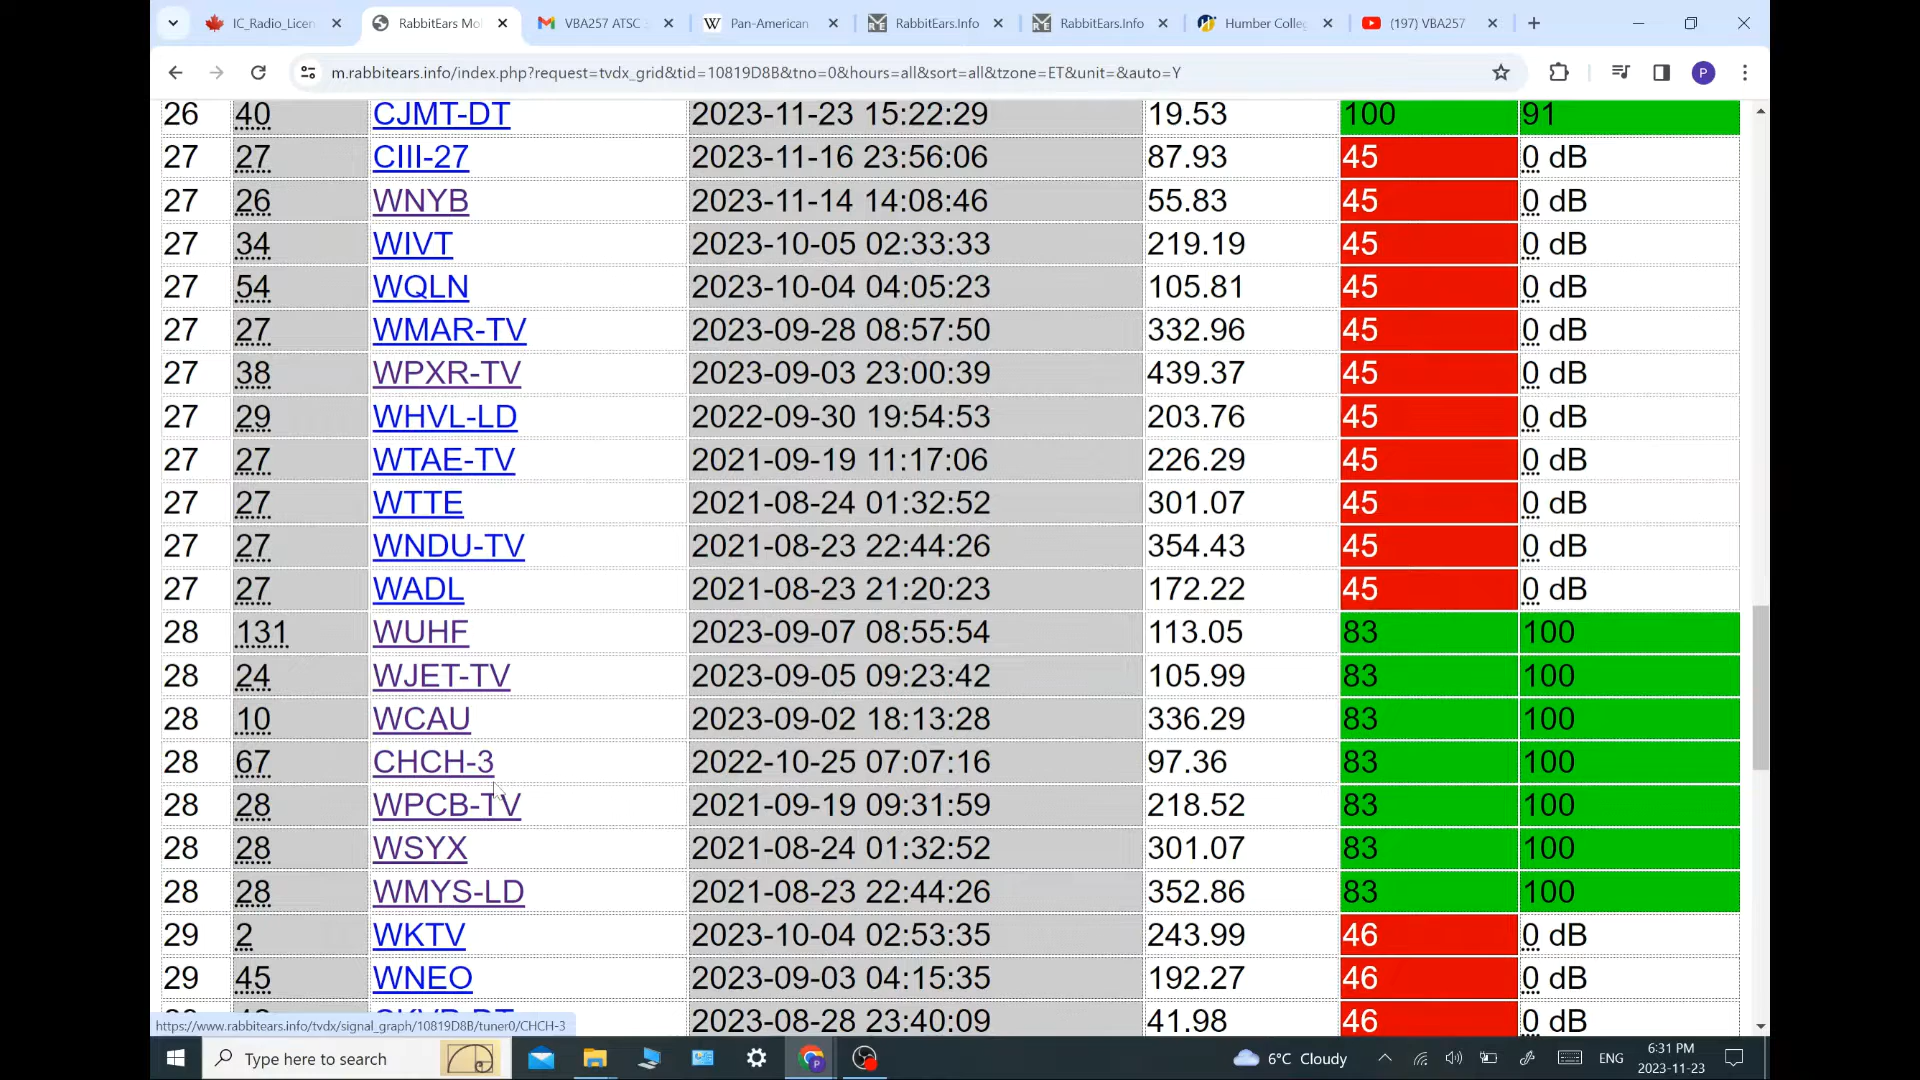 IC_Radio_Licen
RabbitEars Mo
VBA257 ATSC
Pan-American
RabbitEars.Info
RabbitEars.Info
Humber Colle
(197) VBA257
m.rabbitears.info/index.php?request=tvdx_grid&tid=10819D8B&tno=0&hours=all&sort=all&tzone=ET&unit=&auto=Y
P
26 40 CJMT-DT 2023-11-23 15:22:29 19.53 100 91
27 27 CIII-27 2023-11-16 23:56:06 87.93 45 0 dB
27 26 WNYB 2023-11-14 14:08:46 55.83 45 0 dB
27 34 WIVT 2023-10-05 02:33:33 219.19 45 0 dB
27 54 WQLN 2023-10-04 04:05:23 105.81 45 0 dB
27 27 WMAR-TV 2023-09-28 08:57:50 332.96 45 0 dB
27 38 WPXR-TV 2023-09-03 23:00:39 439.37 45 0 dB
27 29 WHVL-LD 2022-09-30 19:54:53 203.76 45 0 dB
27 27 WTAE-TV 2021-09-19 11:17:06 226.29 45 0 dB
27 27 WTTE 2021-08-24 01:32:52 301.07 45 0 dB
27 27 WNDU-TV 2021-08-23 22:44:26 354.43 45 0 dB
27 27 WADL 2021-08-23 21:20:23 172.22 45 0 dB
28 131 WUHF 2023-09-07 08:55:54 113.05 83 100
28 24 WJET-TV 2023-09-05 09:23:42 105.99 83 100
28 10 WCAU 2023-09-02 18:13:28 336.29 83 100
28 67 CHCH-3 2022-10-25 07:07:16 97.36 83 100
28 28 WPCB-TV 2021-09-19 09:31:59 218.52 83 100
28 28 WSYX 2021-08-24 01:32:52 301.07 83 100
28 28 WMYS-LD 2021-08-23 22:44:26 352.86 83 100
29 2 WKTV 2023-10-04 02:53:35 243.99 46 0 dB
29 45 WNEO 2023-09-03 04:15:35 192.27 46 0 dB
2023-08-28 23:40:09 41.98 46 0 dB
https://www.rabbitears.info/tvdx/signal_graph/10819D8B/tuner0/CHCH-3
Type here to search
P
6°C Cloudy
ENG
6:31 PM
2023-11-23